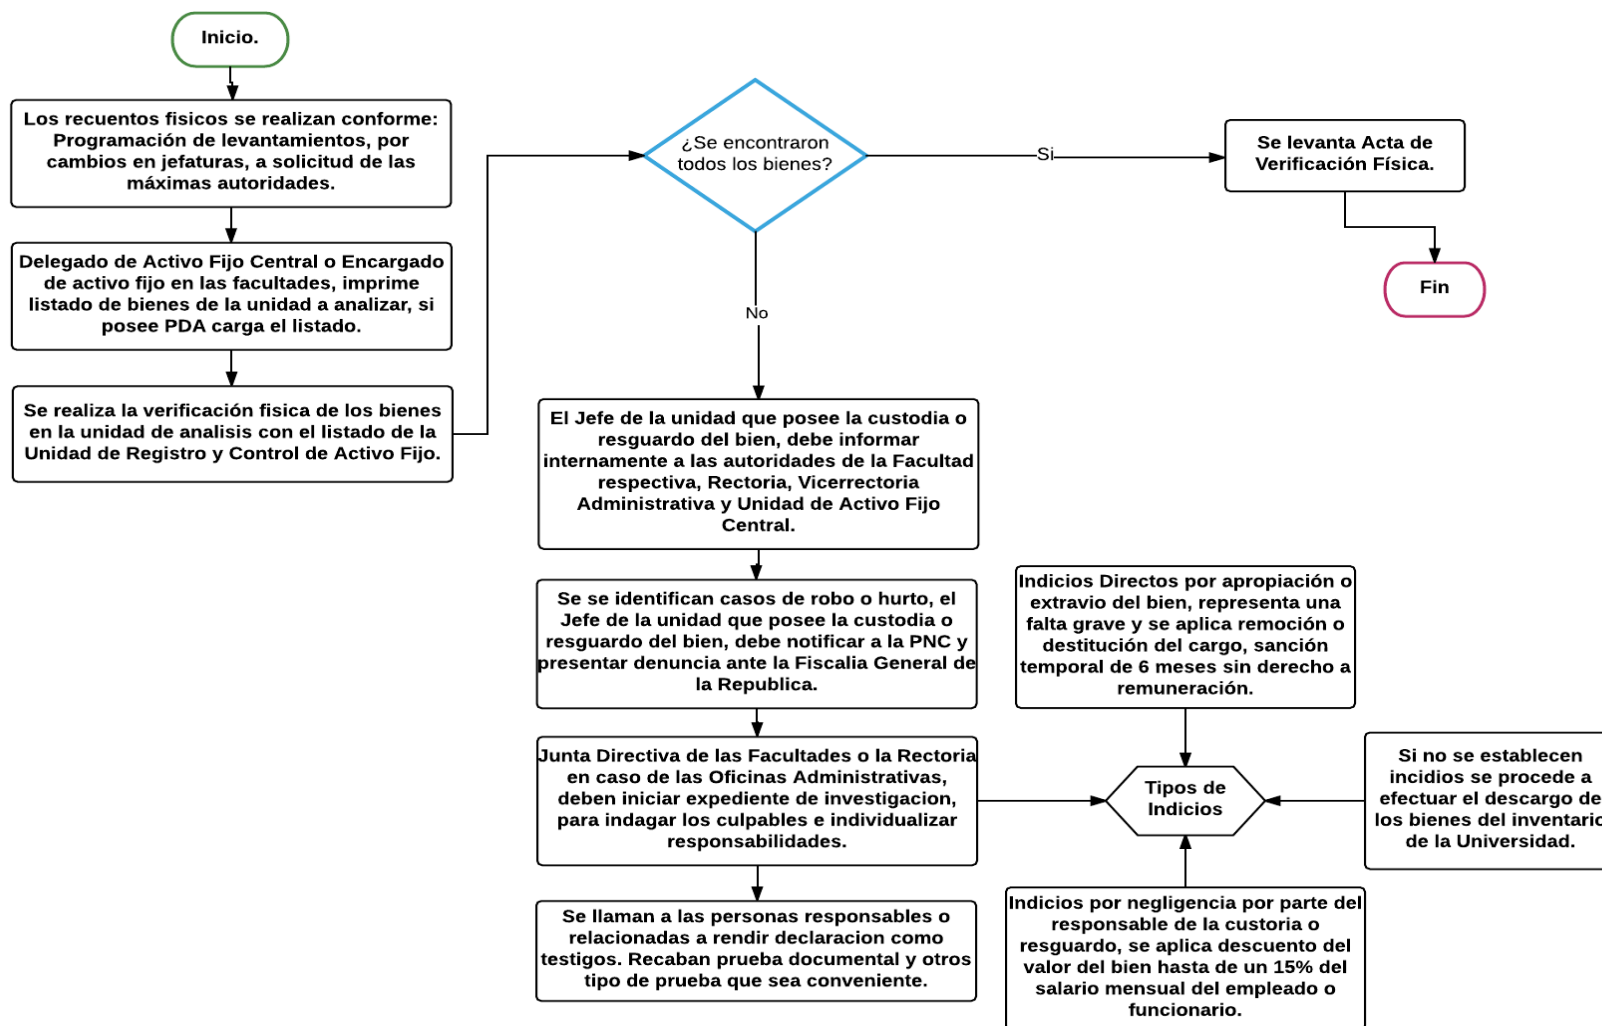 Inicio.
Los recuentos fisicos se realizan conforme:
Programación de levantamientos, por
cambios en jefaturas, a solicitud de las
máximas autoridades.
Delegado de Activo Fijo Central o Encargado
de activo fijo en las facultades, imprime
listado de bienes de la unidad a analizar, si
posee PDA carga el listado.
Se realiza la verificación fisica de los bienes
en la unidad de analisis con el listado de la
Unidad de Registro y Control de Activo Fijo.
¿Se encontraron
todos los bienes?
Si
Se levanta Acta de
Verificación Física.
Fin
No
El Jefe de la unidad que posee la custodia o
resguardo del bien, debe informar
internamente a las autoridades de la Facultad
respectiva, Rectoria, Vicerrectoria
Administrativa y Unidad de Activo Fijo
Central.
Se se identifican casos de robo o hurto, el
Jefe de la unidad que posee la custodia o
resguardo del bien, debe notificar a la PNC y
presentar denuncia ante la Fiscalia General de
la Republica.
Junta Directiva de las Facultades o la Rectoria
en caso de las Oficinas Administrativas,
deben iniciar expediente de investigacion,
para indagar los culpables e individualizar
responsabilidades.
Se llaman a las personas responsables o
relacionadas a rendir declaracion como
testigos. Recaban prueba documental y otros
tipo de prueba que sea conveniente.
Indicios Directos por apropiación o
extravio del bien, representa una
falta grave y se aplica remoción o
destitución del cargo, sanción
temporal de 6 meses sin derecho a
remuneración.
Tipos de
Indicios
Si no se establecen
incidios se procede a
efectuar el descargo de
los bienes del inventario
de la Universidad.
Indicios por negligencia por parte del
responsable de la custoria o
resguardo, se aplica descuento del
valor del bien hasta de un 15% del
salario mensual del empleado o
funcionario.